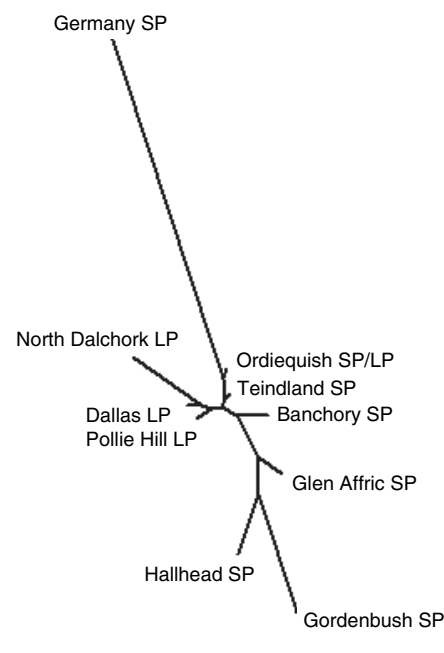 Germany SP
North Dalchork LP
Ordiequish SP/LP
Teindland SP
Dallas LP
Banchory SP
Pollie Hill LP
Glen Affric SP
Hallhead SP
Gordenbush SP